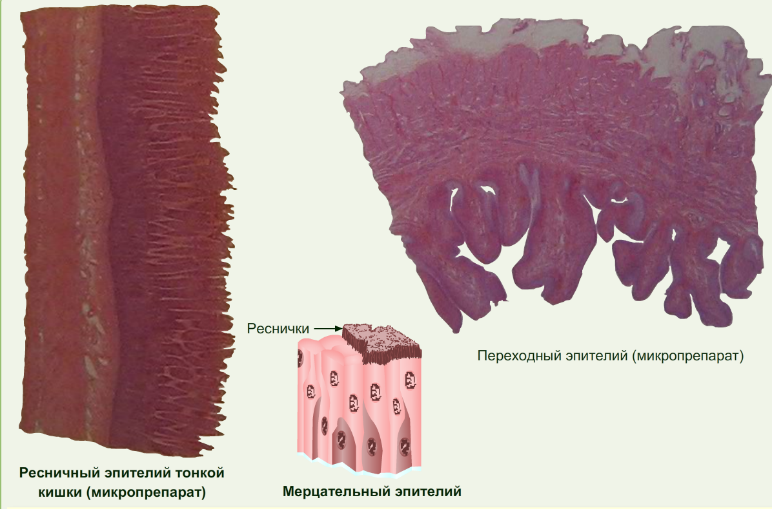 Реснички
Переходный эпителий (микропрепарат)
Ресничный эпителий тонкой
кишки (микропрепарат)
Мерцательный эпителий